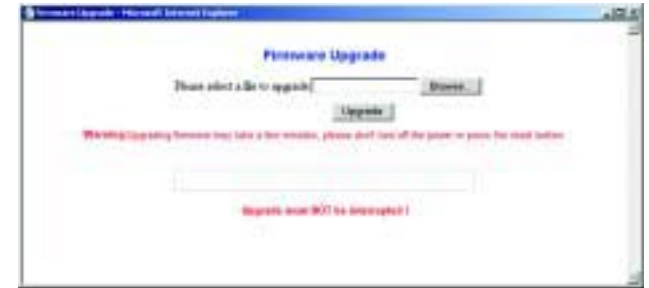 Firmware Upgrade - Microsoft Internet Explorer
Firmware Upgrade
Please select a file to upgrade:
Browse...
Upgrade
Warning: Upgrading firmware may take a few minutes, please don't turn off the power or press the reset button.
Upgrade must NOT be interrupted !